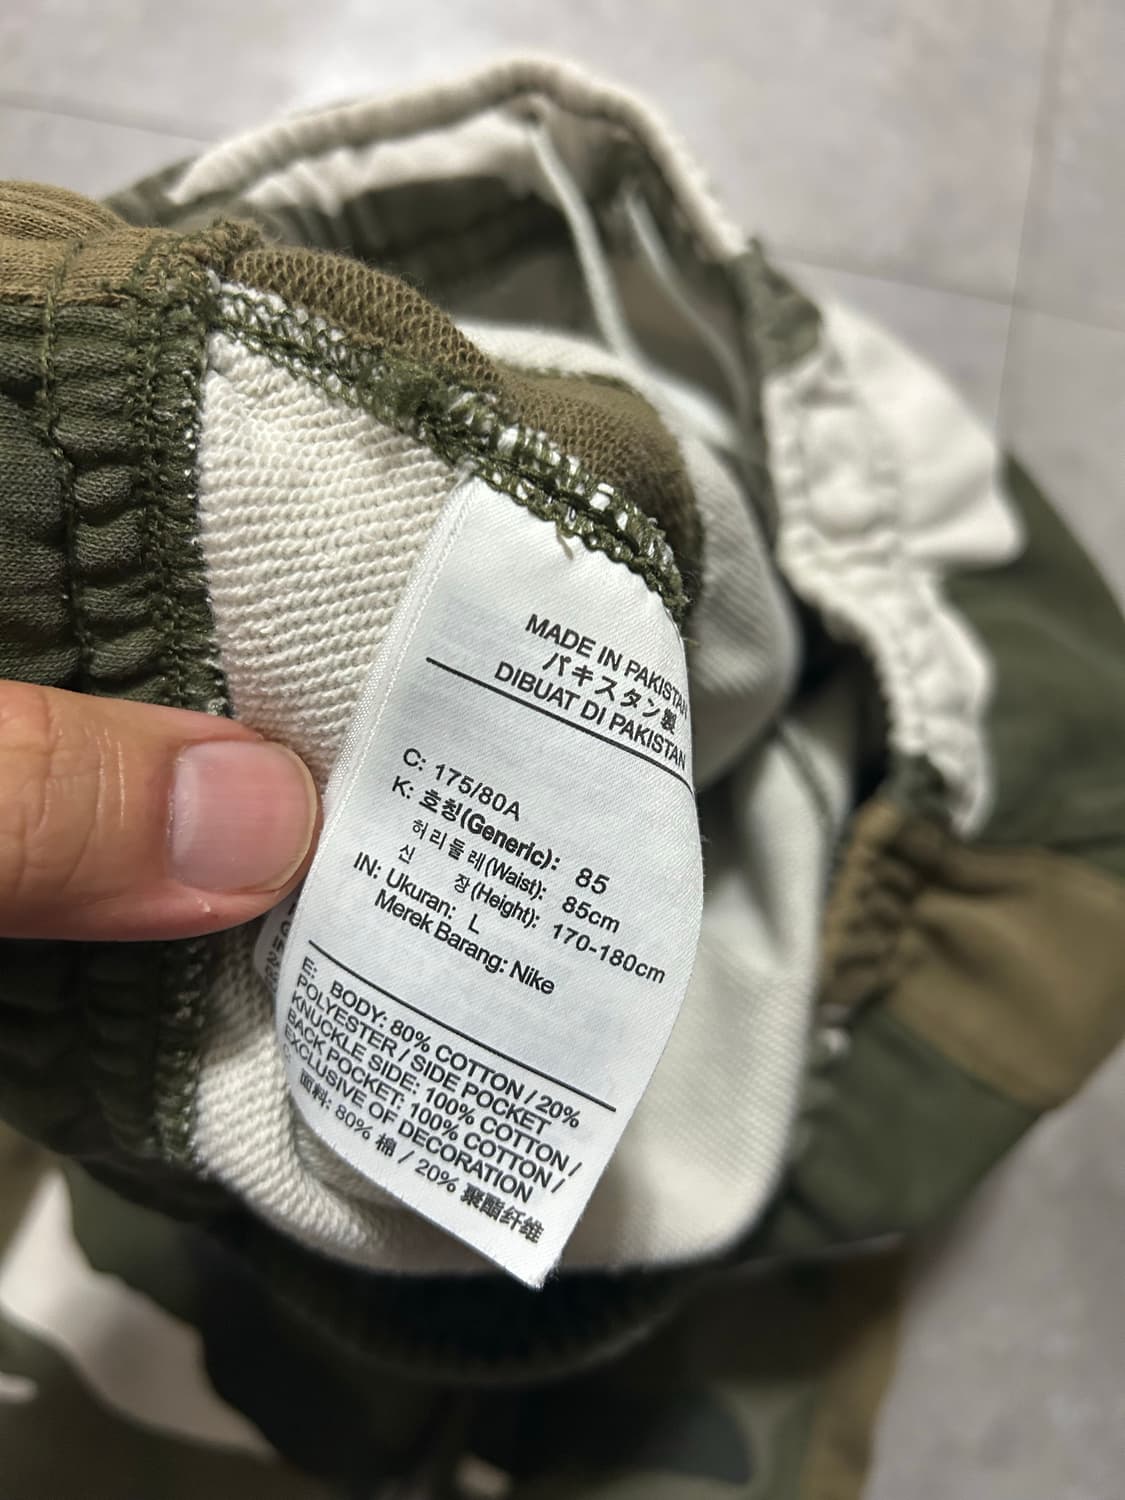 MADE IN PAKISTAN
パキスタン製
DIBUAT DI PAKISTAN
C: 175/80A
K: 호칭(Generic): 85
허리둘레(Waist): 85cm
신 장(Height): 170-180cm
IN: Ukuran: L
Merek Barang: Nike
E: BODY: 80% COTTON / 20%
POLYESTER / SIDE POCKET
KNUCKLE SIDE: 100% COTTON /
BACK POCKET: 100% COTTON /
EXCLUSIVE OF DECORATION
C: 面料: 80% 棉 / 20% 聚酯纤维